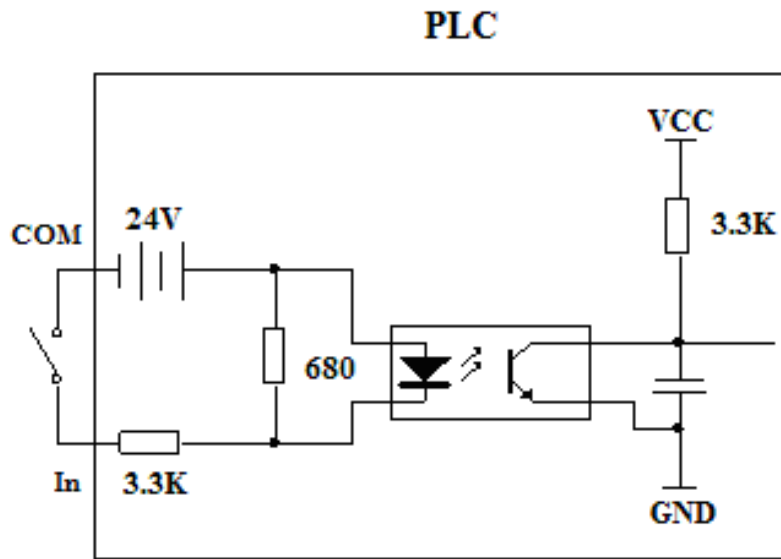 PLC
VCC
24V
COM
3.3K
680
In
3.3K
GND